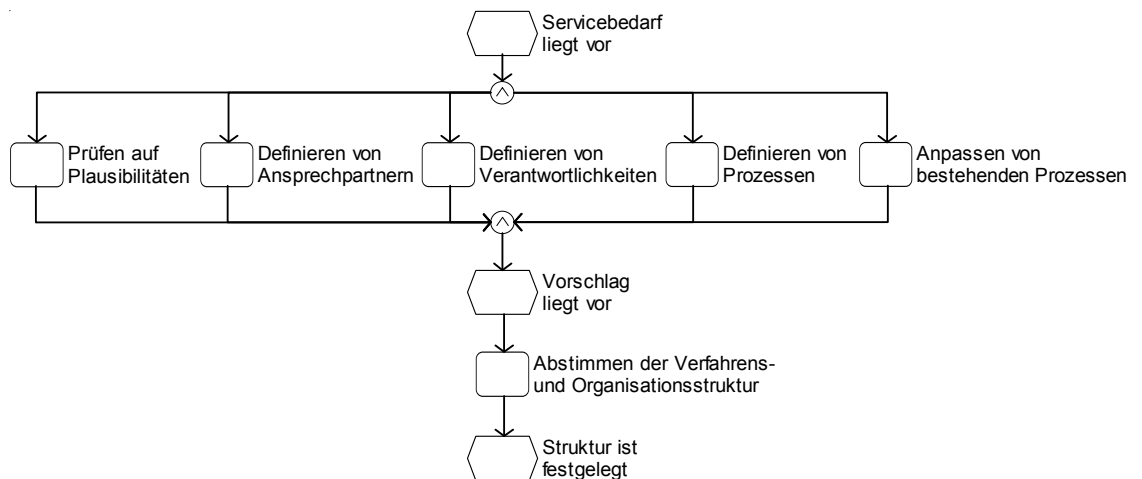 Servicebedarf
liegt vor
Prüfen auf
Plausibilitäten
Definieren von
Ansprechpartnern
Definieren von
Verantwortlichkeiten
Definieren von
Prozessen
Anpassen von
bestehenden Prozessen
Vorschlag
liegt vor
Abstimmen der Verfahrens-
und Organisationsstruktur
Struktur ist
festgelegt